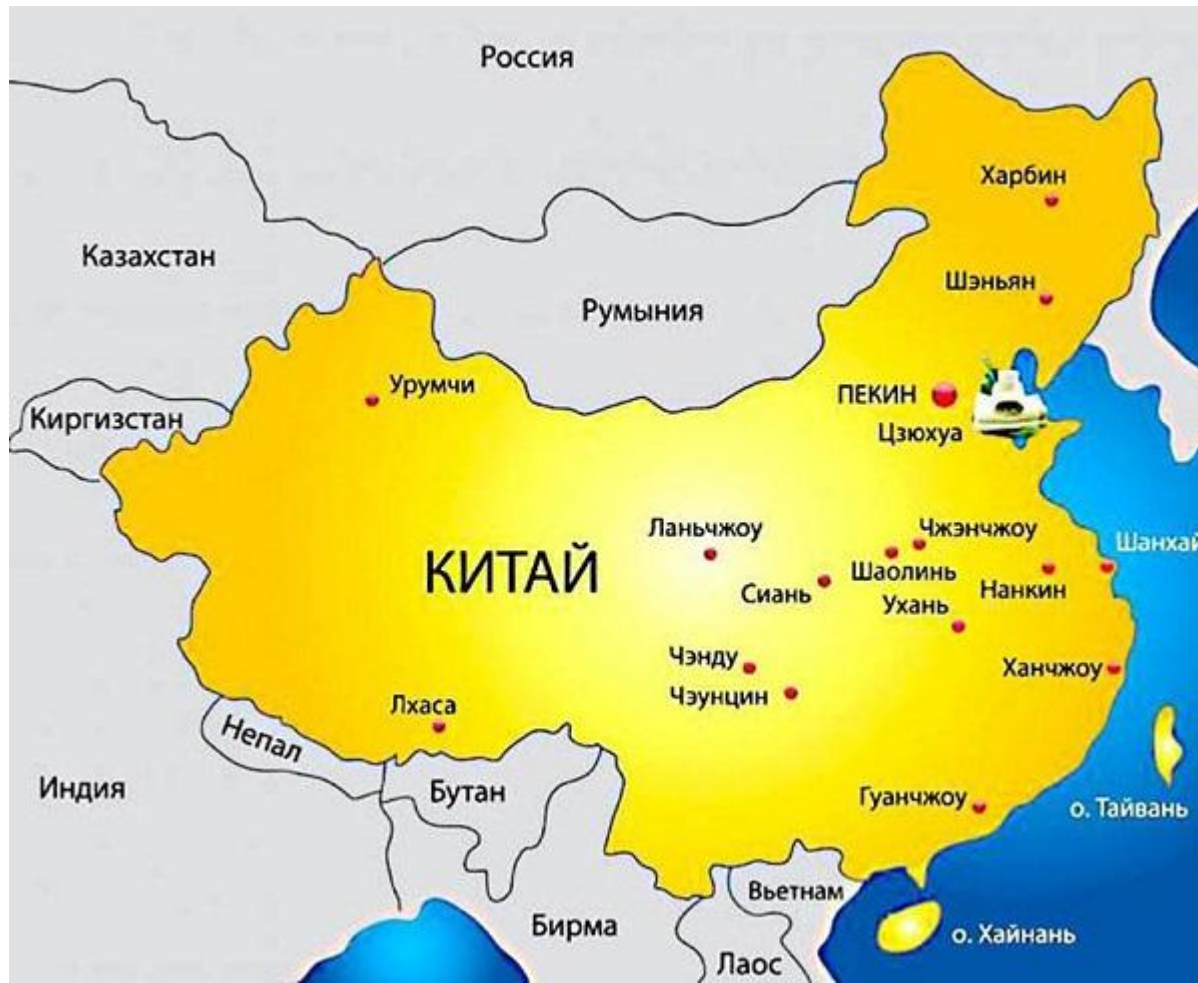 Россия
Харбин
Казахстан
Шэньян
Румыния
Урумчи
ПЕКИН
Киргизстан
Цзюхуа
Ланьчжоу
Чжэнчжоу
Шанхай
КИТАЙ
Шаолинь
Сиань
Нанкин
Ухань
Чэнду
Ханчжоу
Чэунцин
Лхаса
Непал
Индия
Бутан
Гуанчжоу
о. Тайвань
Вьетнам
Бирма
о. Хайнань
Лаос